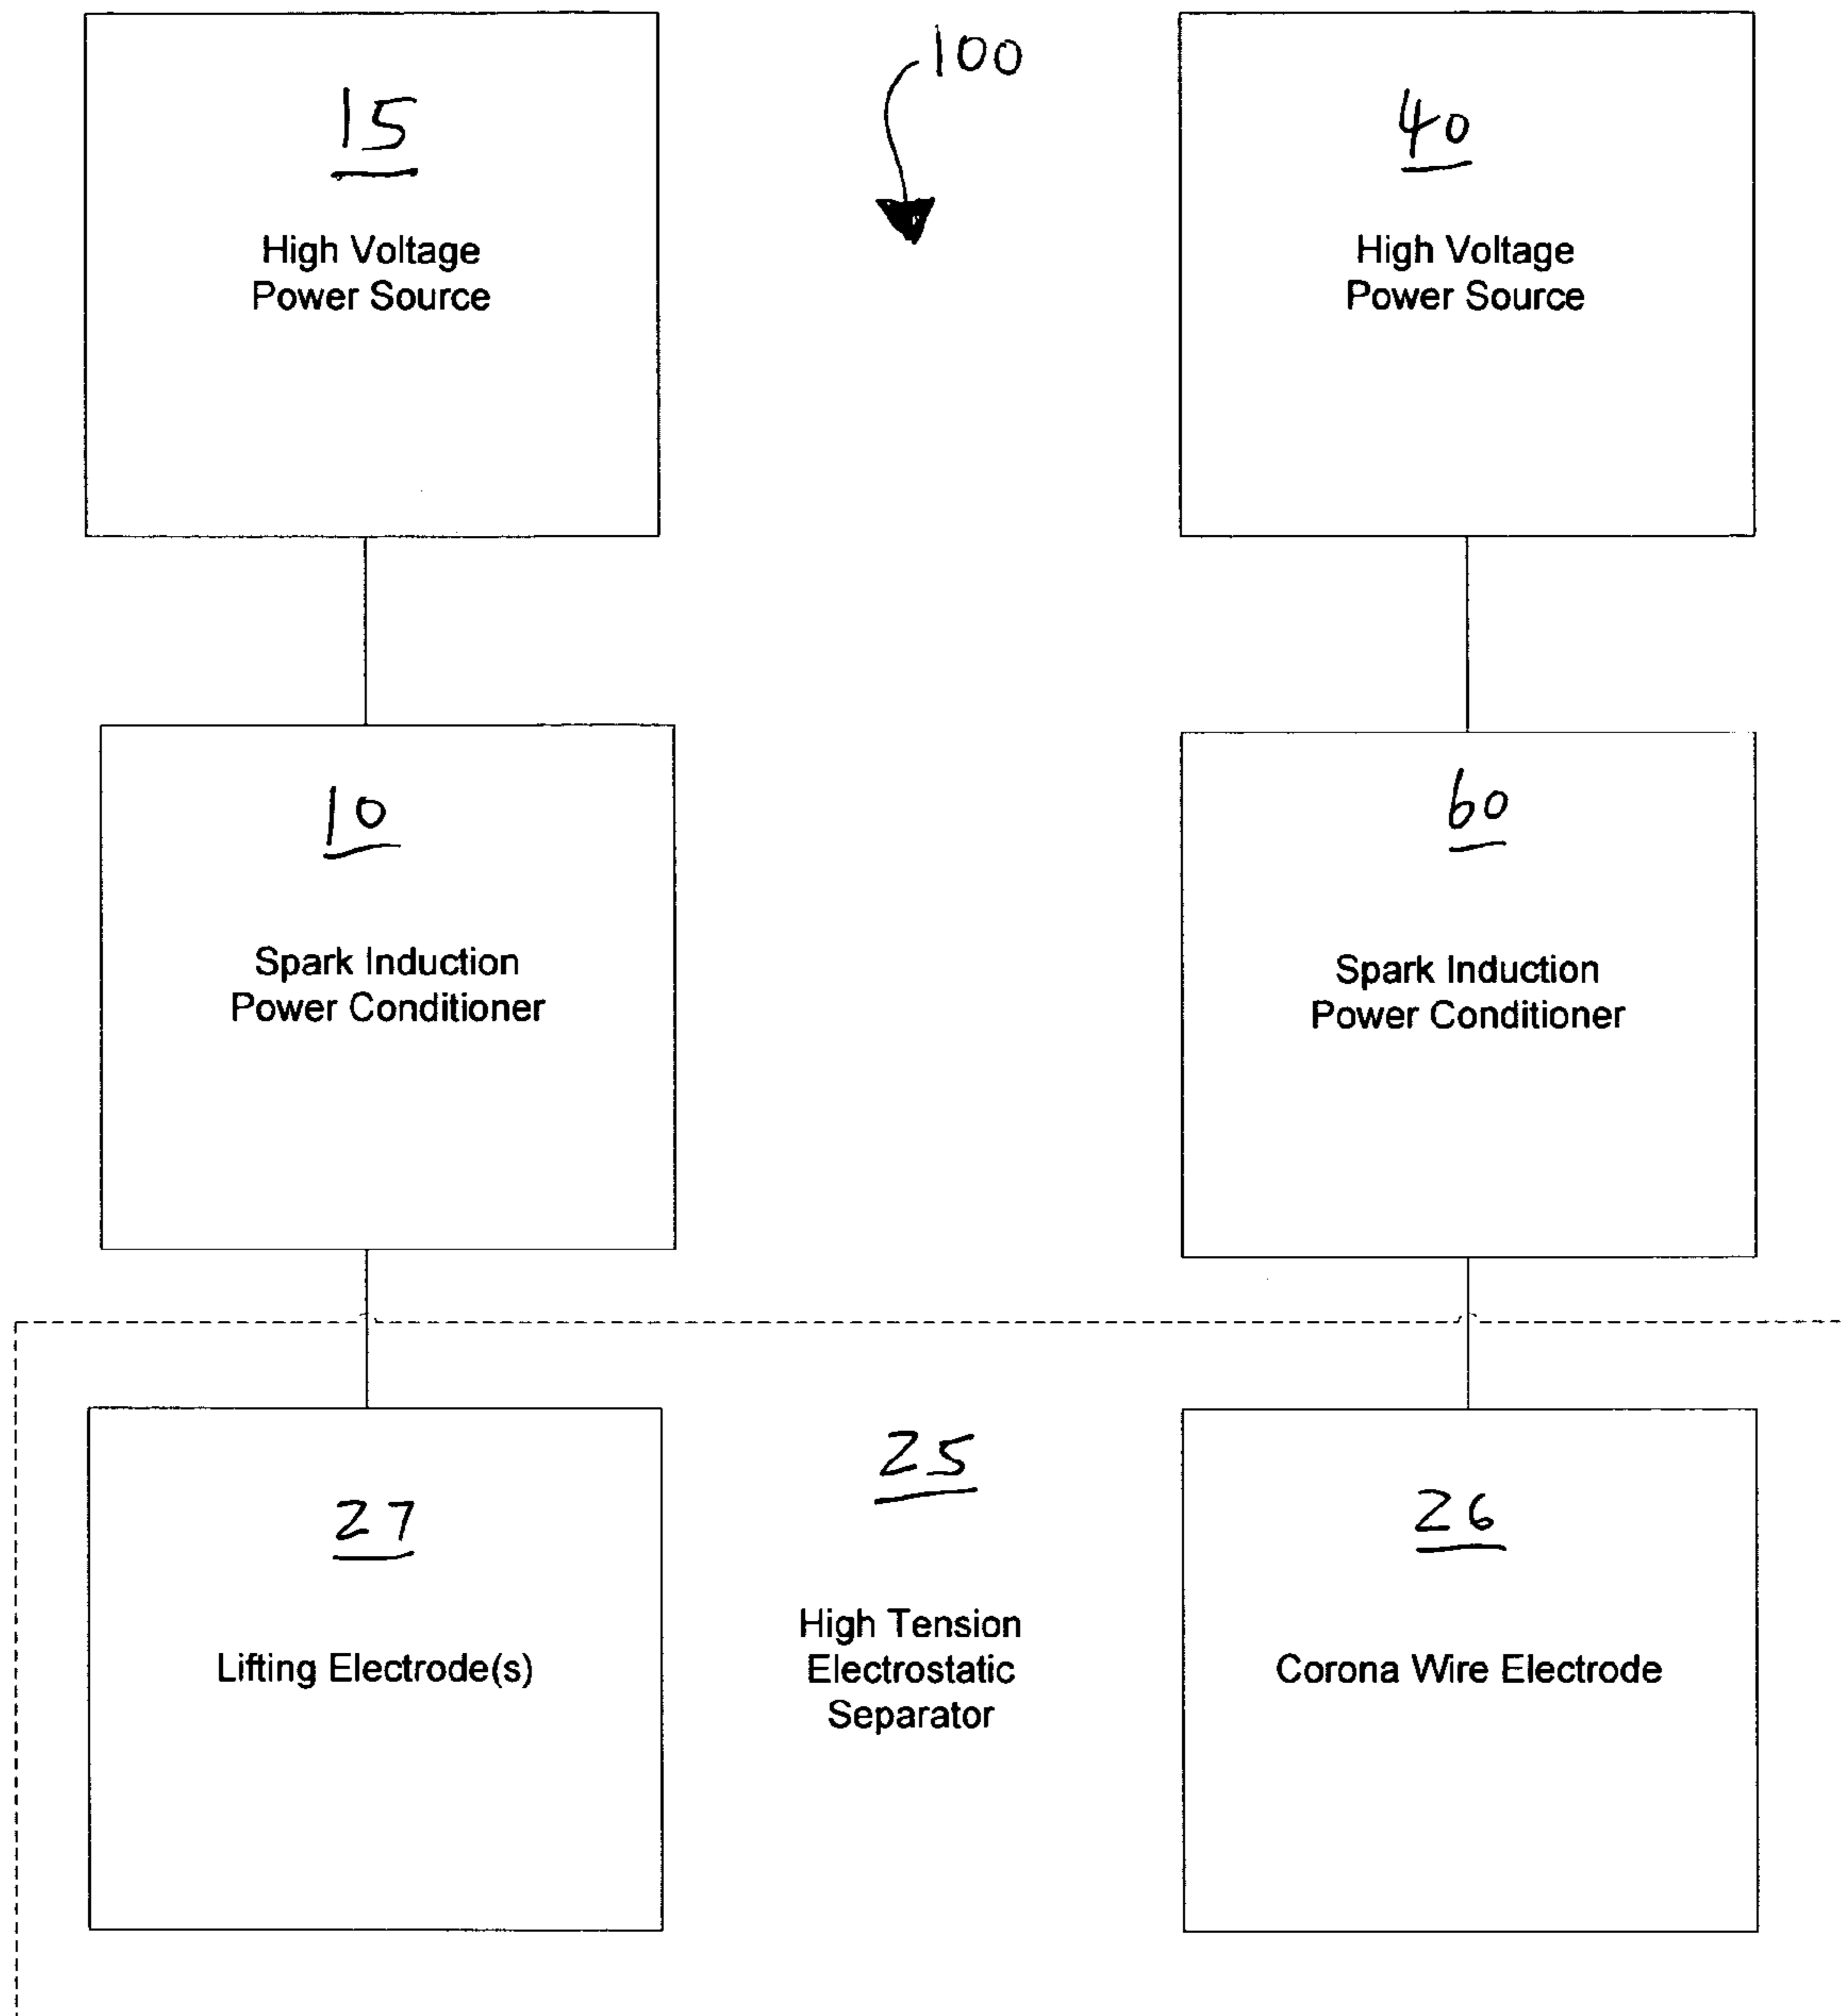 15
High Voltage
Power Source
100
40
High Voltage
Power Source
10
Spark Induction
Power Conditioner
60
Spark Induction
Power Conditioner
27
Lifting Electrode(s)
25
High Tension
Electrostatic
Separator
26
Corona Wire Electrode